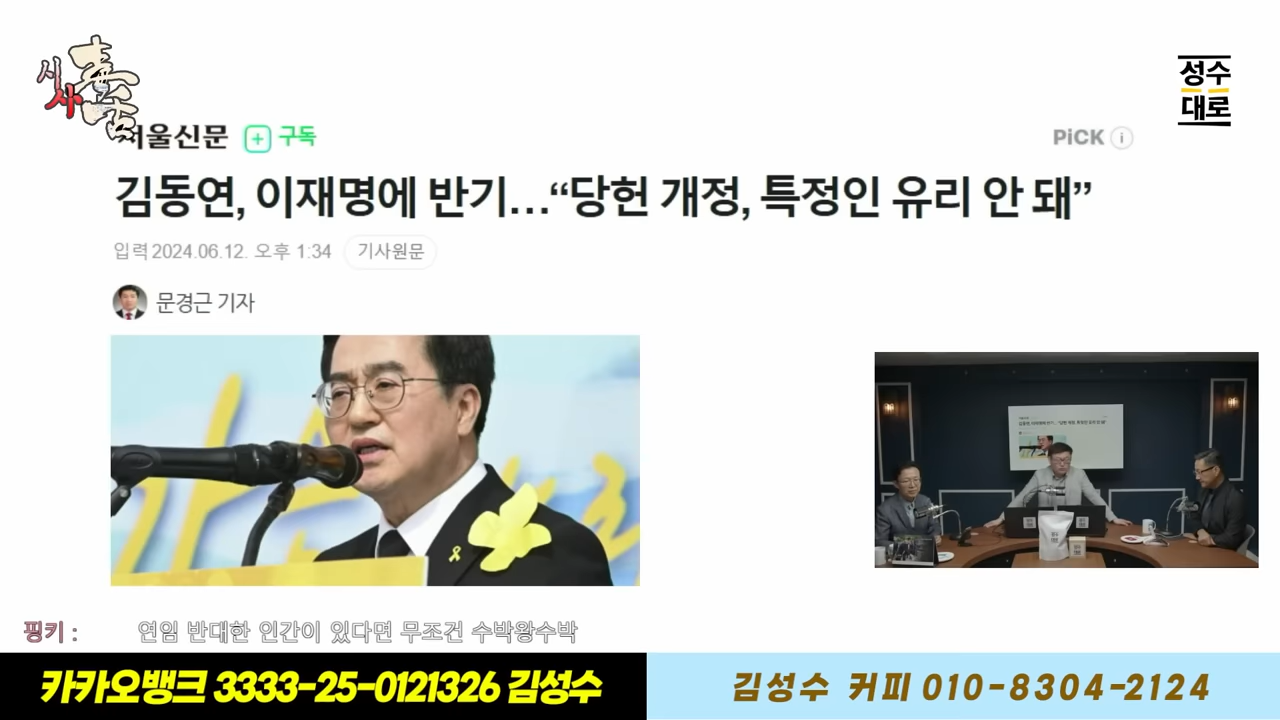 시사
성수
대로
서울신문 + 구독
PiCK i
김동연, 이재명에 반기…“당헌 개정, 특정인 유리 안 돼”
입력 2024.06.12. 오후 1:34 기사원문
문경근 기자
핑키 : 연임 반대한 인간이 있다면 무조건 수박왕수박
카카오뱅크 3333-25-0121326 김성수
김성수 커피 010-8304-2124